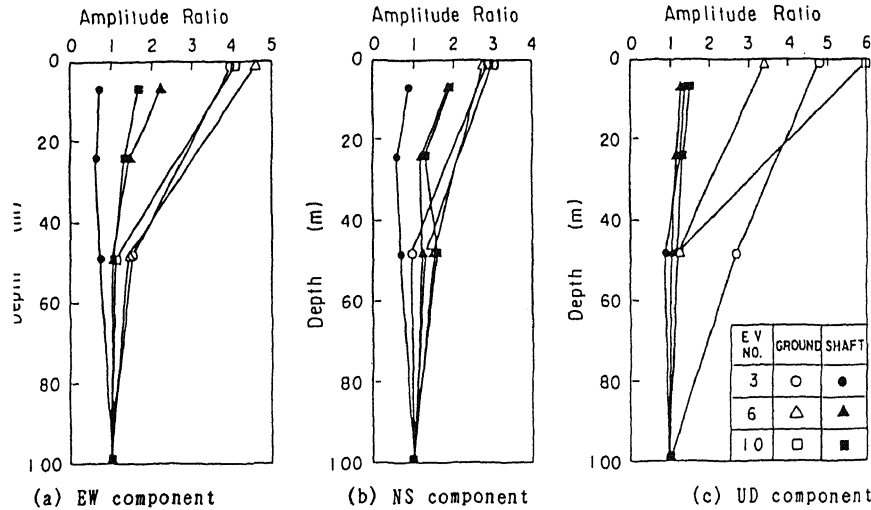 Amplitude Ratio
0 1 2 3 4 5
0
20
40
60
80
100
Depth (m)
(a) EW component
Amplitude Ratio
0 1 2 3 4
0
20
40
60
80
100
Depth (m)
(b) NS component
Amplitude Ratio
0 1 2 3 4 5 6
0
20
40
60
80
100
Depth (m)
EV NO. GROUND SHAFT
3
6
10
(c) UD component